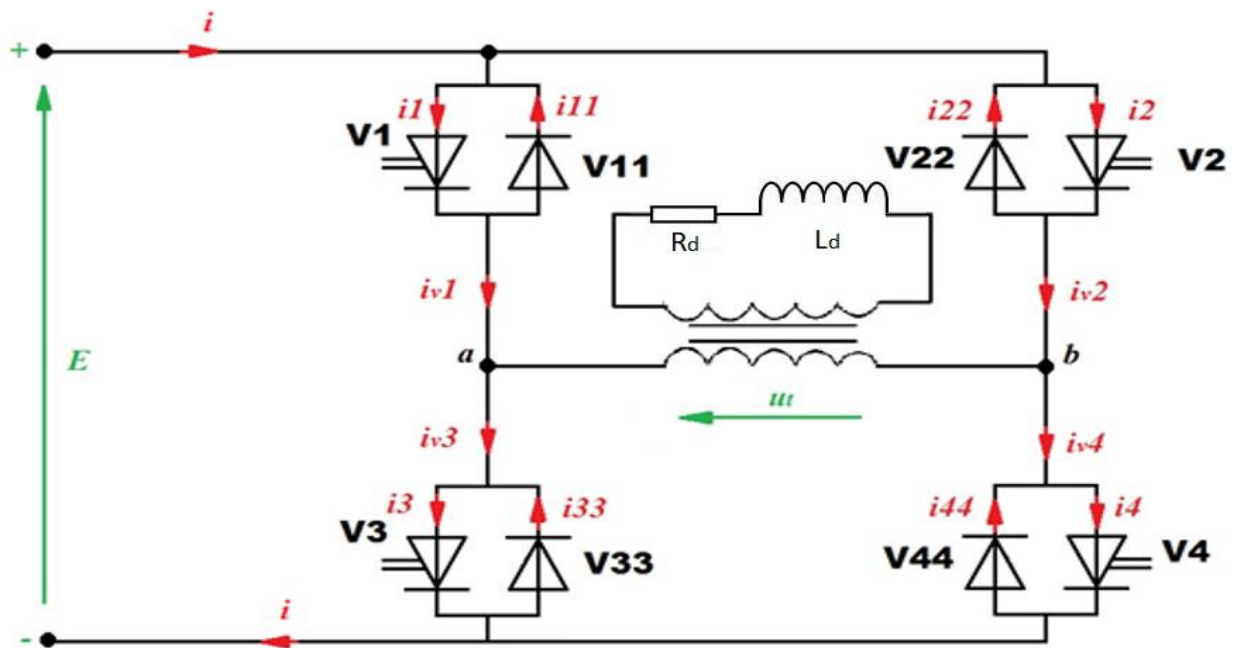 + i
i1 i11 i22 i2
V1 V11 V22 V2
Rd Ld
iv1 iv2
E a b
ut
iv3 iv4
i3 i33 i44 i4
V3 V33 V44 V4
- i